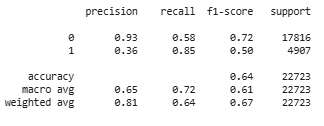 precision recall f1-score support
0 0.93 0.58 0.72 17816
1 0.36 0.85 0.50 4907
accuracy 0.64 22723
macro avg 0.65 0.72 0.61 22723
weighted avg 0.81 0.64 0.67 22723